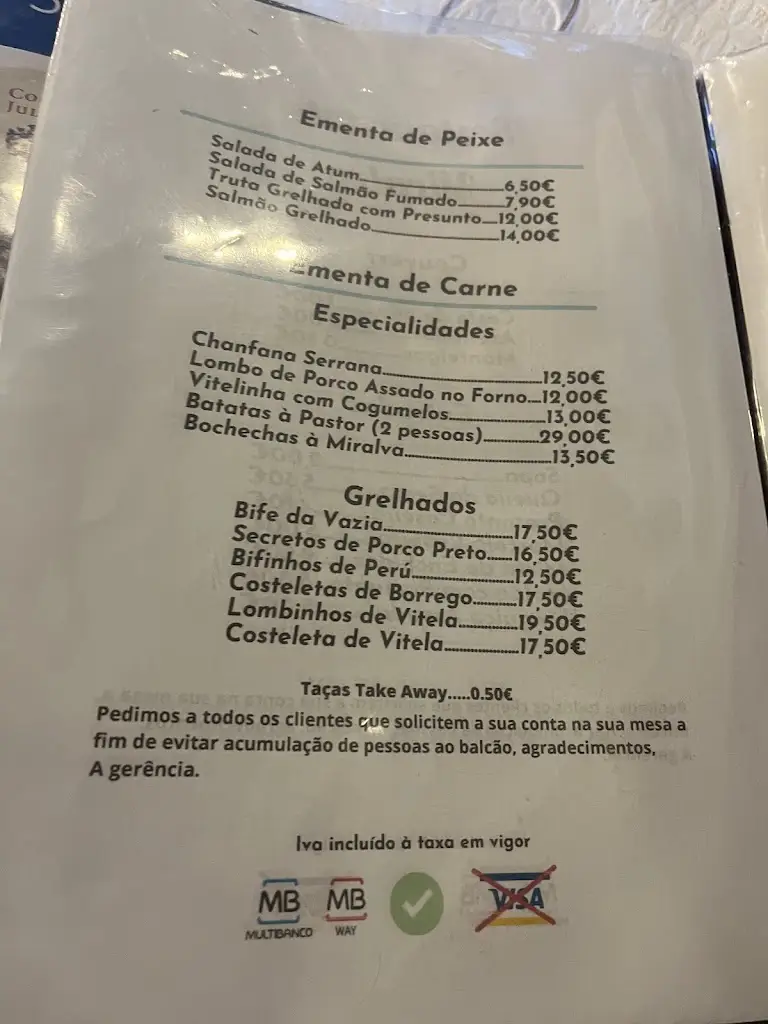 Co
JUL
Ementa de Peixe
Salada de Atum..........6,50€
Salada de Salmão Fumado..........7,90€
Truta Grelhada com Presunto....12,00€
Salmão Grelhado..........14,00€
Ementa de Carne
Especialidades
Chanfana Serrana..........12,50€
Lombo de Porco Assado no Forno....12,00€
Vitelinha com Cogumelos..........13,00€
Batatas à Pastor (2 pessoas)..........29,00€
Bochechas à Miralva..........13,50€
Grelhados
Bife da Vazia..........17,50€
Secretos de Porco Preto......16,50€
Bifinhos de Perú..........12,50€
Costeletas de Borrego..........17,50€
Lombinhos de Vitela..........19,50€
Costeleta de Vitela..........17,50€
Taças Take Away.....0.50€
Pedimos a todos os clientes que solicitem a sua conta na sua mesa a
fim de evitar acumulação de pessoas ao balcão, agradecimentos,
A gerência.
Iva incluído à taxa em vigor
MB MB VISA
MULTIBANCO WAY